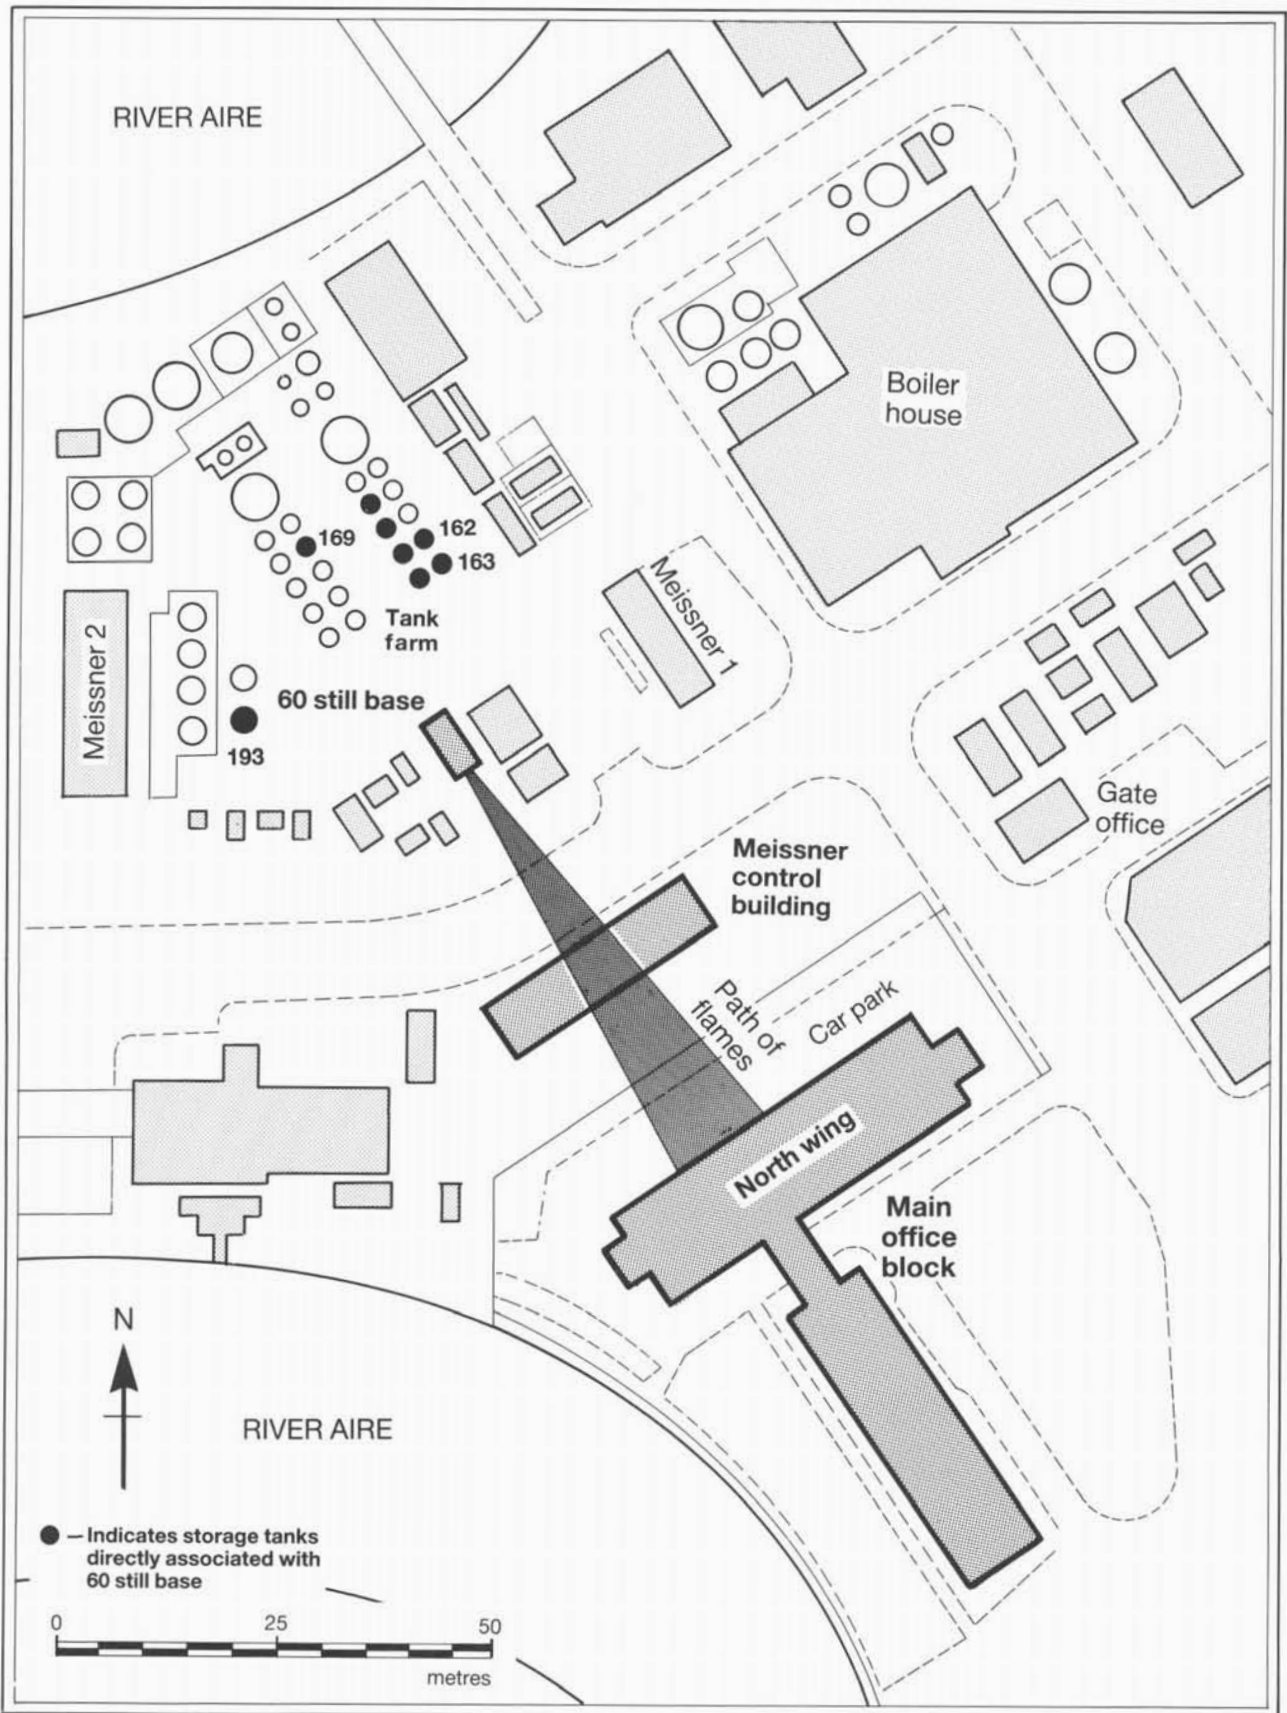 RIVER AIRE
Boiler
house
162
169
163
Tank
farm
Meissner 1
Meissner 2
60 still base
193
Gate
office
Meissner
control
building
Path of
flames
Car park
North wing
Main
office
block
N
RIVER AIRE
– Indicates storage tanks
directly associated with
60 still base
0 25 50
metres